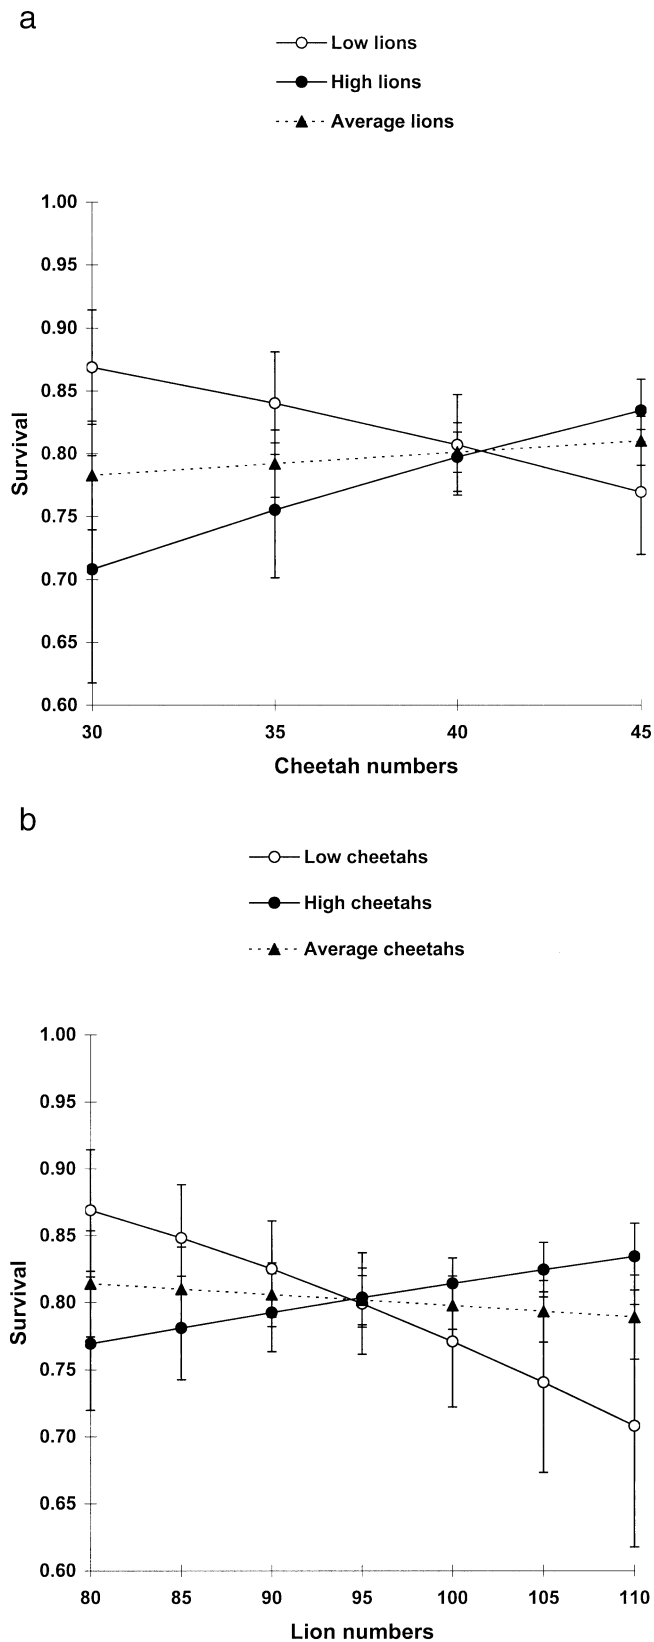 a
Low lions
High lions
Average lions
1.00
0.95
0.90
0.85
0.80
0.75
0.70
0.65
0.60
Survival
30 35 40 45
Cheetah numbers
b
Low cheetahs
High cheetahs
Average cheetahs
1.00
0.95
0.90
0.85
0.80
0.75
0.70
0.65
0.60
Survival
80 85 90 95 100 105 110
Lion numbers